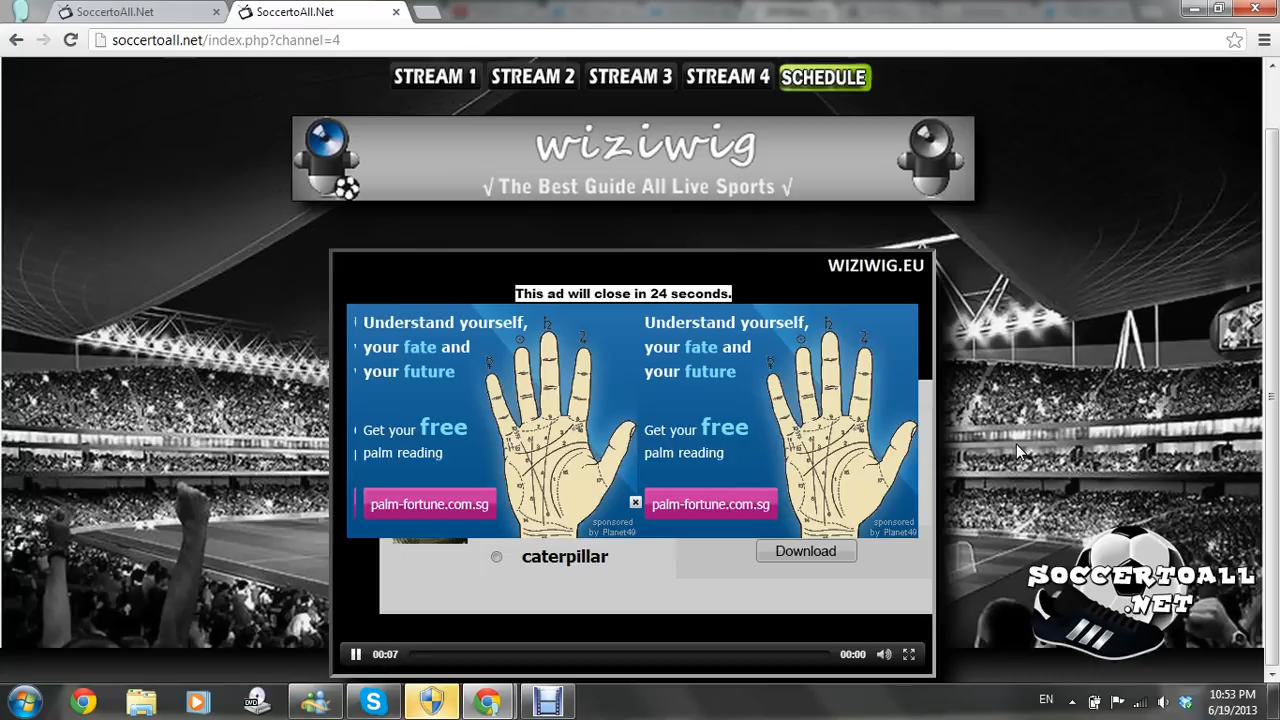 SoccertoAll.Net
SoccertoAll.Net
soccertoall.net/index.php?channel=4
STREAM 1 STREAM 2 STREAM 3 STREAM 4 SCHEDULE
wiziwig
√ The Best Guide All Live Sports √
WIZIWIG.EU
This ad will close in 24 seconds.
Understand yourself,
your fate and
your future
Get your free
palm reading
palm-fortune.com.sg
sponsored
by Planet49
Understand yourself,
your fate and
your future
Get your free
palm reading
palm-fortune.com.sg
sponsored
by Planet49
caterpillar
Download
SOCCERTOALL
.NET
00:07
00:00
EN
10:53 PM
6/19/2013